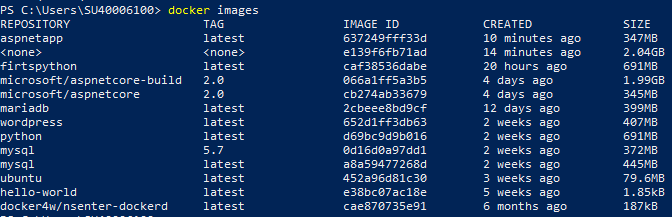 PS C:\Users\SU40006100> docker images
REPOSITORY TAG IMAGE ID CREATED SIZE
aspnetapp latest 637249fff33d 10 minutes ago 347MB
<none> <none> e139f6fb71ad 14 minutes ago 2.04GB
firtspython latest caf38536dabe 20 hours ago 691MB
microsoft/aspnetcore-build 2.0 066a1ff5a3b5 4 days ago 1.99GB
microsoft/aspnetcore 2.0 cb274ab33679 4 days ago 345MB
mariadb latest 2cbeee8bd9cf 12 days ago 399MB
wordpress latest 652d1ff3db63 2 weeks ago 407MB
python latest d69bc9d9b016 2 weeks ago 691MB
mysql 5.7 0d16d0a97dd1 2 weeks ago 372MB
mysql latest a8a59477268d 2 weeks ago 445MB
ubuntu latest 452a96d81c30 3 weeks ago 79.6MB
hello-world latest e38bc07ac18e 5 weeks ago 1.85kB
docker4w/nsenter-dockerd latest cae870735e91 6 months ago 187kB